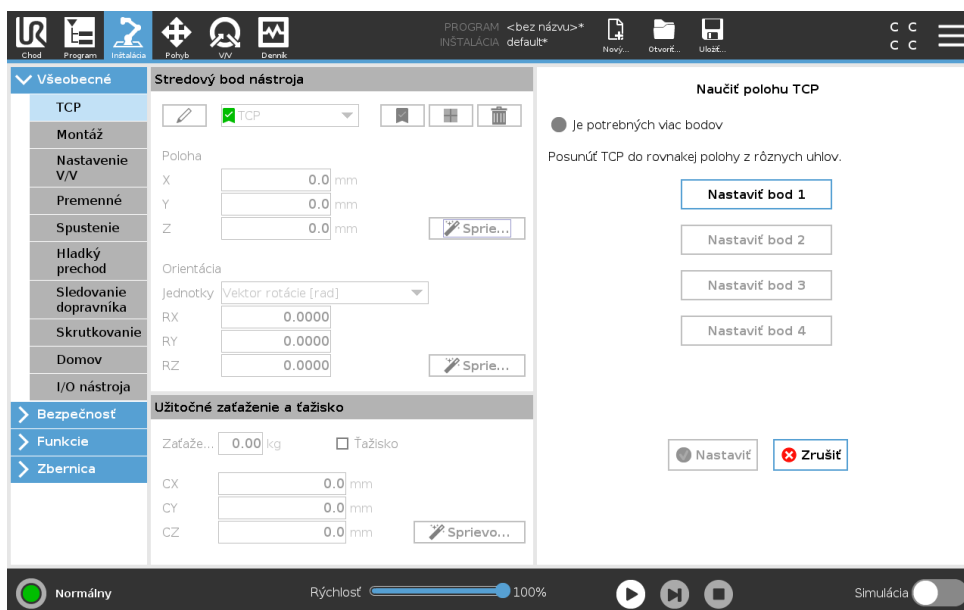 PROGRAM <bez názvu>*
INŠTALÁCIA default*
Chod Program Inštalácia Pohyb V/V Denník Nový... Otvoriť... Uložiť...
C C
C C
Všeobecné
TCP
Montáž
Nastavenie
V/V
Premenné
Spustenie
Hladký
prechod
Sledovanie
dopravníka
Skrutkovanie
Domov
I/O nástroja
Bezpečnosť
Funkcie
Zbernica
Stredový bod nástroja
TCP
Poloha
X 0.0 mm
Y 0.0 mm
Z 0.0 mm Sprie...
Orientácia
Jednotky Vektor rotácie [rad]
RX 0.0000
RY 0.0000
RZ 0.0000 Sprie...
Užitočné zaťaženie a ťažisko
Zaťaže... 0.00 kg Ťažisko
CX 0.0 mm
CY 0.0 mm
CZ 0.0 mm Sprievo...
Naučiť polohu TCP
Je potrebných viac bodov
Posunúť TCP do rovnakej polohy z rôznych uhlov.
Nastaviť bod 1
Nastaviť bod 2
Nastaviť bod 3
Nastaviť bod 4
Nastaviť Zrušiť
Normálny Rýchlosť 100% Simulácia